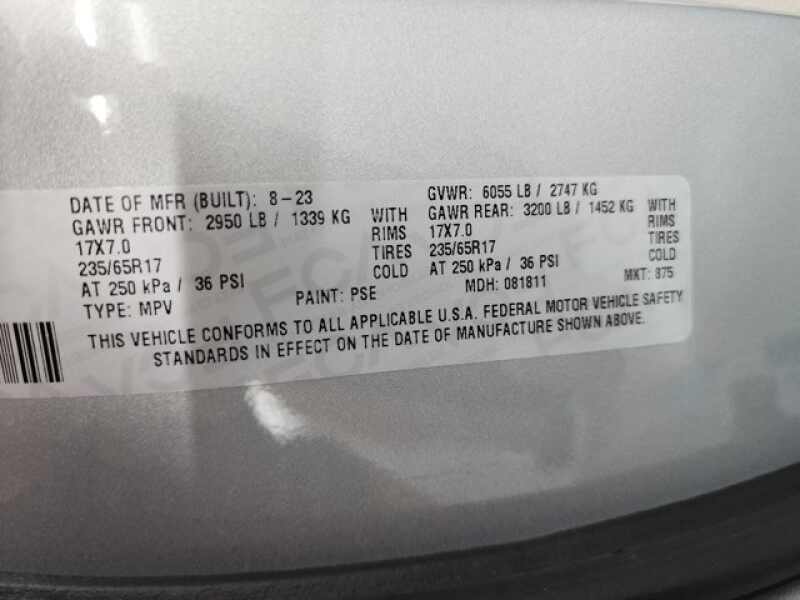 DATE OF MFR (BUILT): 8-23 GVWR: 6055 LB / 2747 KG
GAWR FRONT: 2950 LB / 1339 KG WITH GAWR REAR: 3200 LB / 1452 KG WITH
17X7.0 RIMS 17X7.0 RIMS
235/65R17 TIRES 235/65R17 TIRES
AT 250 kPa / 36 PSI COLD AT 250 kPa / 36 PSI COLD
TYPE: MPV PAINT: PSE MDH: 081811 MKT: 875
THIS VEHICLE CONFORMS TO ALL APPLICABLE U.S.A. FEDERAL MOTOR VEHICLE SAFETY
STANDARDS IN EFFECT ON THE DATE OF MANUFACTURE SHOWN ABOVE.